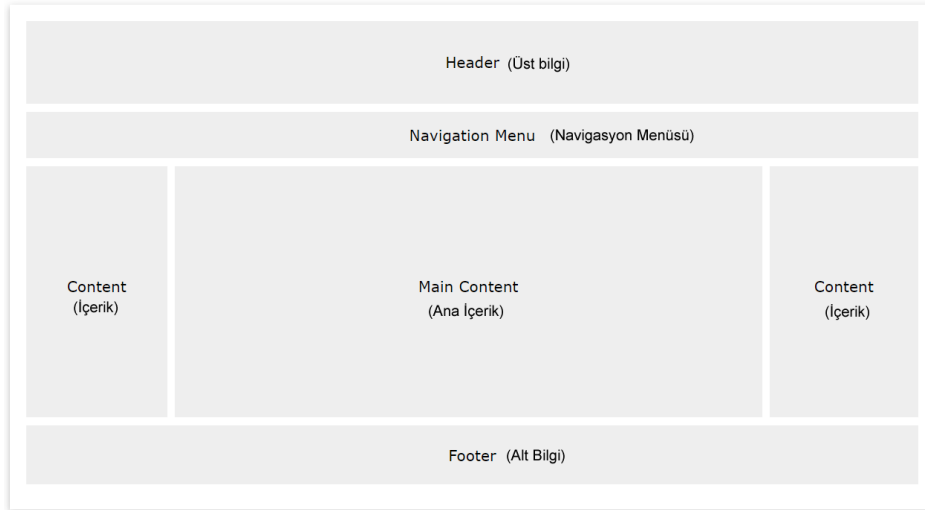 Header (Üst bilgi)
Navigation Menu (Navigasyon Menüsü)
Content
(İçerik)
Main Content
(Ana İçerik)
Content
(İçerik)
Footer (Alt Bilgi)